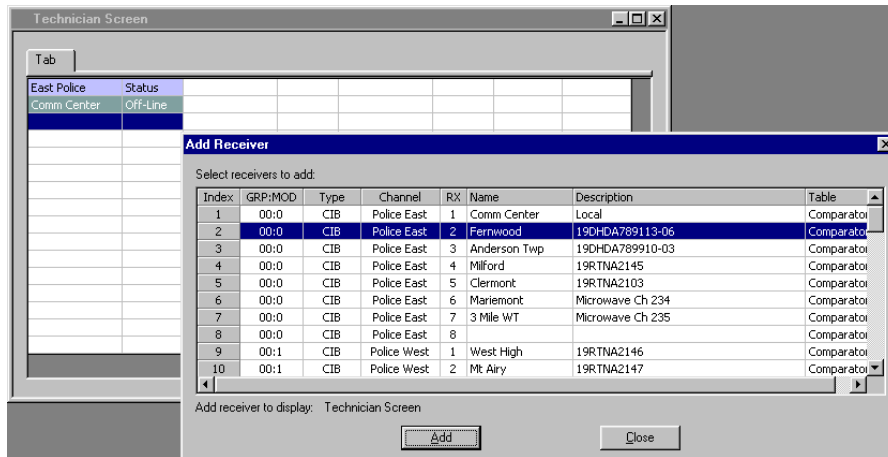 Technician Screen
Tab
East Police Status
Comm Center Off-Line
Add Receiver
Select receivers to add:
Index GRP:MOD Type Channel RX Name Description Table
1 00:0 CIB Police East 1 Comm Center Local Comparator
2 00:0 CIB Police East 2 Fernwood 19DHDA789113-06 Comparator
3 00:0 CIB Police East 3 Anderson Twp 19DHDA789910-03 Comparator
4 00:0 CIB Police East 4 Milford 19RTNA2145 Comparator
5 00:0 CIB Police East 5 Clermont 19RTNA2103 Comparator
6 00:0 CIB Police East 6 Mariemont Microwave Ch 234 Comparator
7 00:0 CIB Police East 7 3 Mile WT Microwave Ch 235 Comparator
8 00:0 CIB Police East 8 Comparator
9 00:1 CIB Police West 1 West High 19RTNA2146 Comparator
10 00:1 CIB Police West 2 Mt Airy 19RTNA2147 Comparator
Add receiver to display: Technician Screen
Add Close